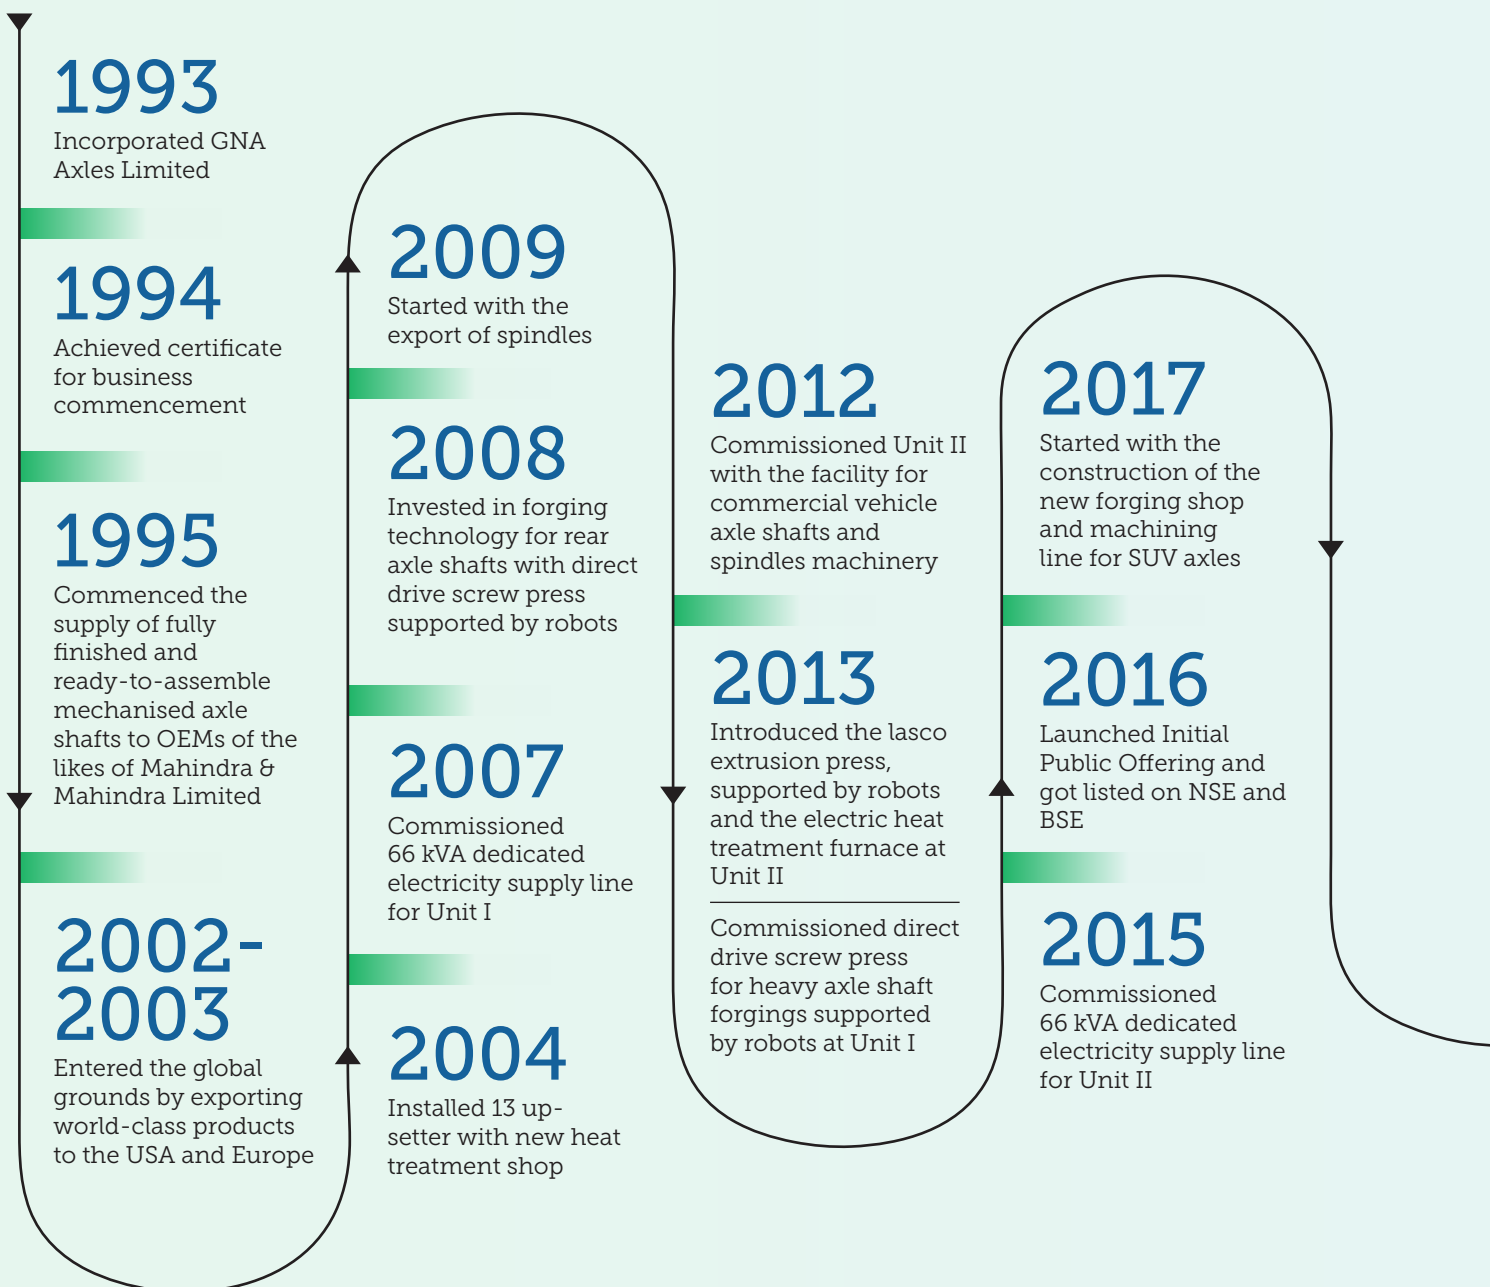 1993
Incorporated GNA
Axles Limited
1994
Achieved certificate
for business
commencement
1995
Commenced the
supply of fully
finished and
ready-to-assemble
mechanised axle
shafts to OEMs of the
likes of Mahindra &
Mahindra Limited
2002-
2003
Entered the global
grounds by exporting
world-class products
to the USA and Europe
2004
Installed 13 up-
setter with new heat
treatment shop
2007
Commissioned
66 kVA dedicated
electricity supply line
for Unit I
2008
Invested in forging
technology for rear
axle shafts with direct
drive screw press
supported by robots
2009
Started with the
export of spindles
2012
Commissioned Unit II
with the facility for
commercial vehicle
axle shafts and
spindles machinery
2013
Introduced the lasco
extrusion press,
supported by robots
and the electric heat
treatment furnace at
Unit II
Commissioned direct
drive screw press
for heavy axle shaft
forgings supported
by robots at Unit I
2015
Commissioned
66 kVA dedicated
electricity supply line
for Unit II
2016
Launched Initial
Public Offering and
got listed on NSE and
BSE
2017
Started with the
construction of the
new forging shop
and machining
line for SUV axles